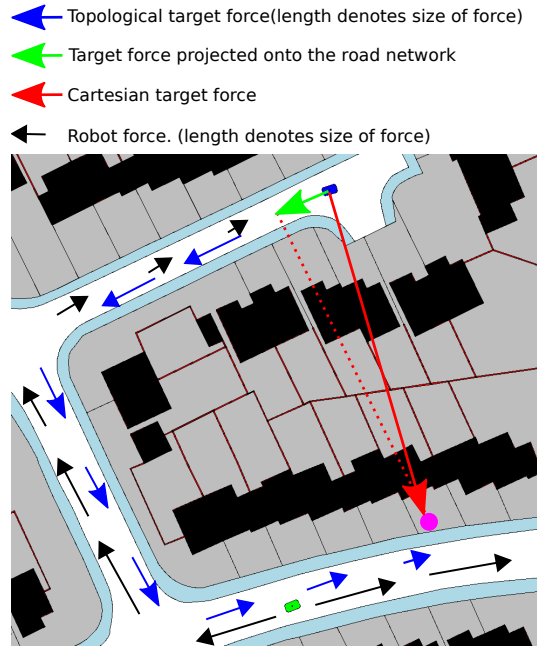 Topological target force(length denotes size of force)
Target force projected onto the road network
Cartesian target force
Robot force. (length denotes size of force)